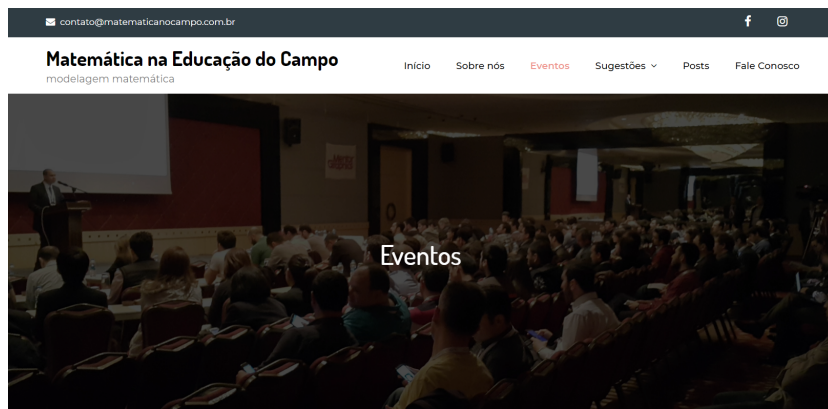 contato@matematicanocampo.com.br
Matemática na Educação do Campo
modelagem matemática
Início Sobre nós Eventos Sugestões Posts Fale Conosco
Eventos